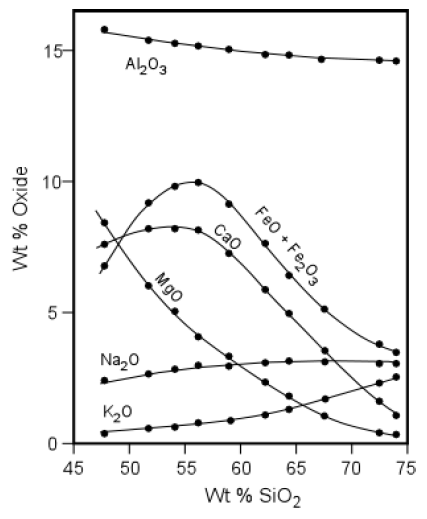 15
Al₂O₃
10
FeO + Fe₂O₃
CaO
MgO
5
Na₂O
K₂O
0
Wt % Oxide
45 50 55 60 65 70 75
Wt % SiO₂